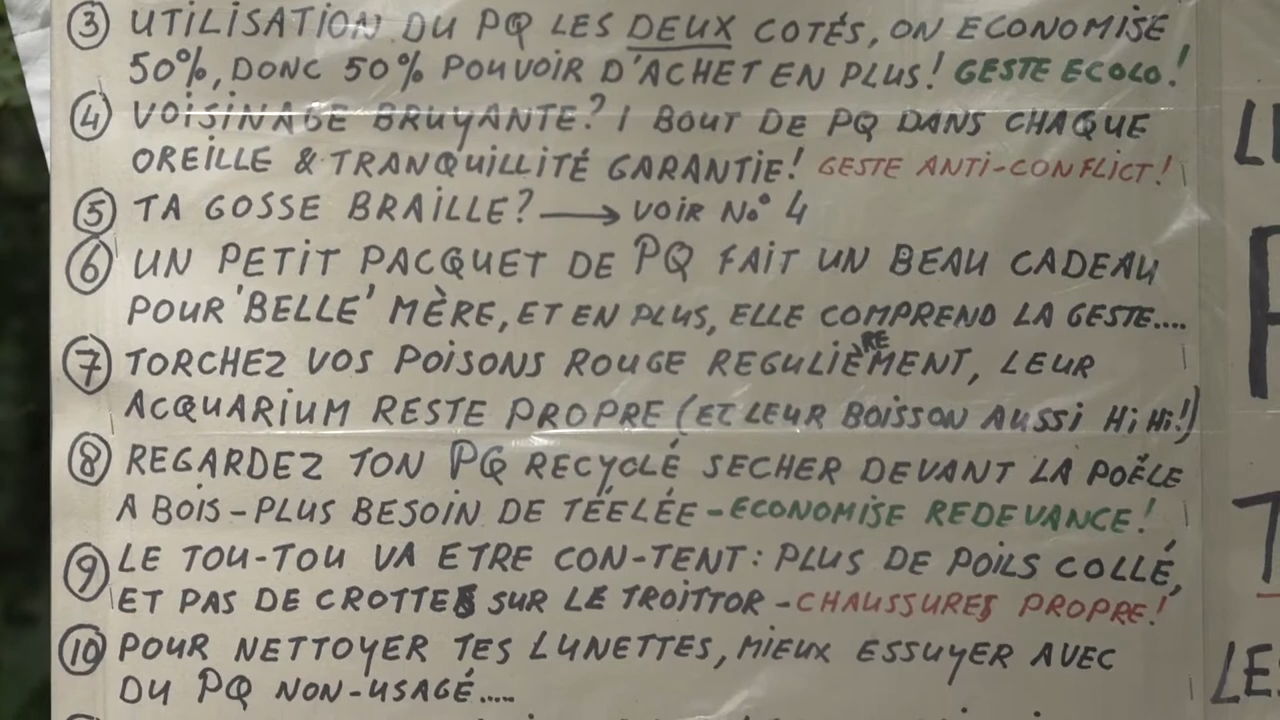 ③ UTILISATION DU PQ LES DEUX COTÉS, ON ECONOMISE
50%, DONC 50% POUVOIR D'ACHET EN PLUS! GESTE ECOLO!
④ VOISINAGE BRUYANTE? 1 BOUT DE PQ DANS CHAQUE
OREILLE & TRANQUILLITÉ GARANTIE! GESTE ANTI-CONFLICT!
⑤ TA GOSSE BRAILLE? → VOIR No° 4
⑥ UN PETIT PACQUET DE PQ FAIT UN BEAU CADEAU
POUR 'BELLE' MÈRE, ET EN PLUS, ELLE COMPREND LA GESTE....
⑦ TORCHEZ VOS POISONS ROUGE REGULIÈREMENT, LEUR
ACQUARIUM RESTE PROPRE (ET LEUR BOISSON AUSSI Hi Hi!)
⑧ REGARDEZ TON PQ RECYCLÉ SECHER DEVANT LA POÊLE
A BOIS - PLUS BESOIN DE TÉELÉE - ECONOMISE REDEVANCE!
⑨ LE TOU-TOU VA ETRE CON-TENT: PLUS DE POILS COLLÉ,
ET PAS DE CROTTES SUR LE TROITTOR - CHAUSSURES PROPRE!
⑩ POUR NETTOYER TES LUNETTES, MIEUX ESSUYER AVEC
DU PQ NON-USAGÉ.....